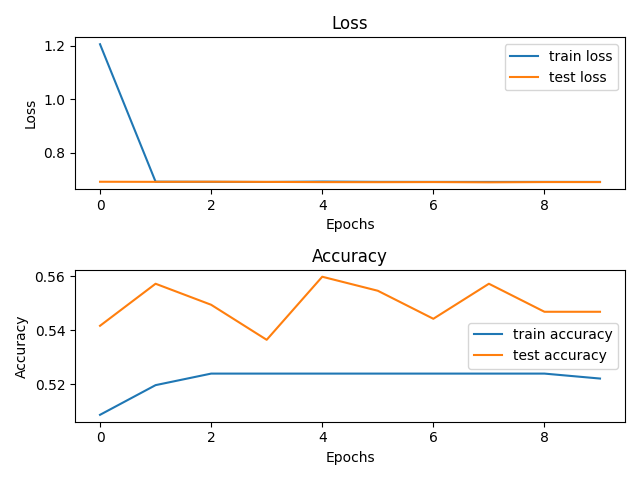 Loss
1.2
1.0
0.8
Loss
train loss
test loss
0 2 4 6 8
Epochs
Accuracy
0.56
0.54
0.52
Accuracy
train accuracy
test accuracy
0 2 4 6 8
Epochs